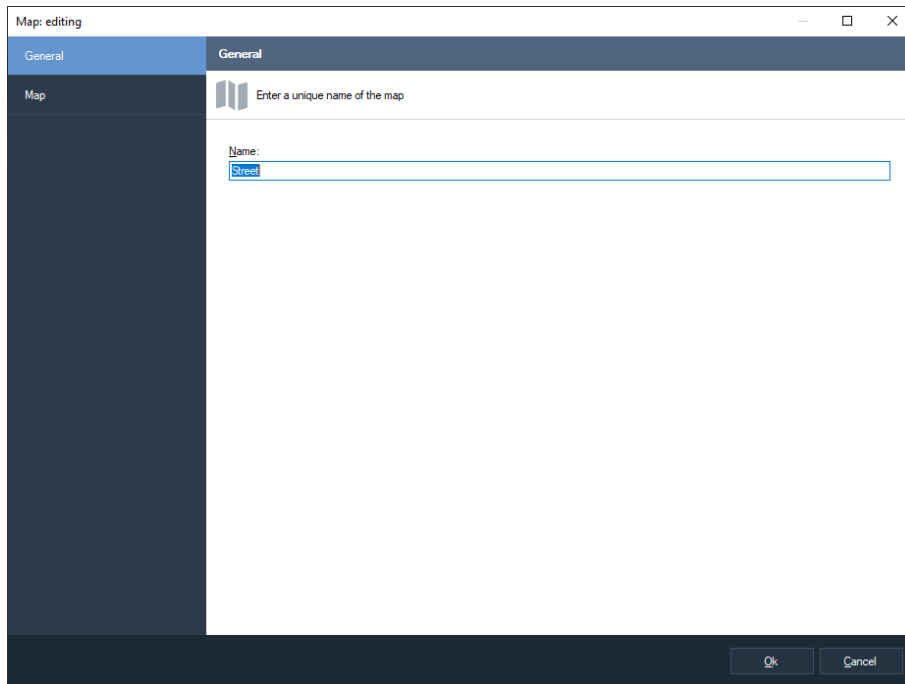 Map: editing
General
General
Map
Enter a unique name of the map
Name:
Street
Ok
Cancel